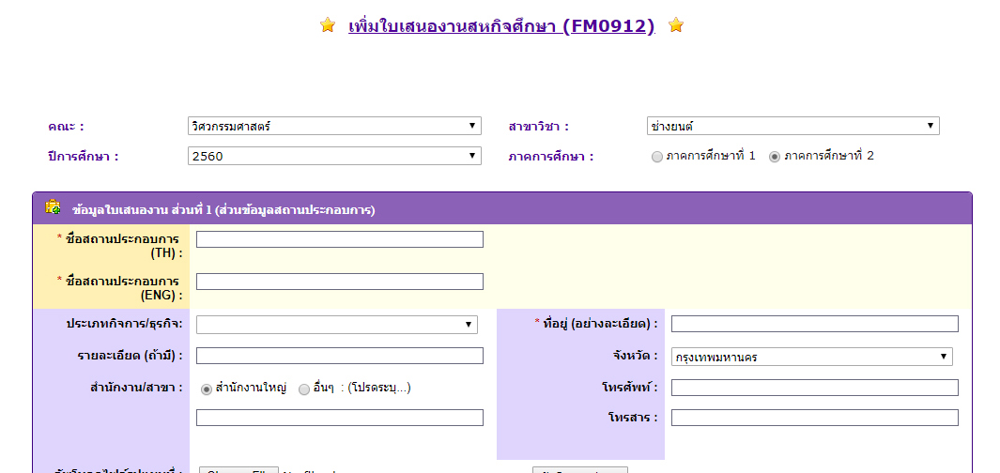 เพิ่มใบเสนองานสหกิจศึกษา (FM0912)
คณะ : วิศวกรรมศาสตร์ สาขาวิชา : ช่างยนต์
ปีการศึกษา : 2560 ภาคการศึกษา : ภาคการศึกษาที่ 1 ภาคการศึกษาที่ 2
ข้อมูลใบเสนองาน ส่วนที่ 1 (ส่วนข้อมูลสถานประกอบการ)
* ชื่อสถานประกอบการ
(TH) :
* ชื่อสถานประกอบการ
(ENG) :
ประเภทกิจการ/ธุรกิจ: * ที่อยู่ (อย่างละเอียด) :
รายละเอียด (ถ้ามี) : จังหวัด : กรุงเทพมหานคร
สำนักงาน/สาขา : สำนักงานใหญ่ อื่นๆ : (โปรดระบุ...) โทรศัพท์ :
โทรสาร :